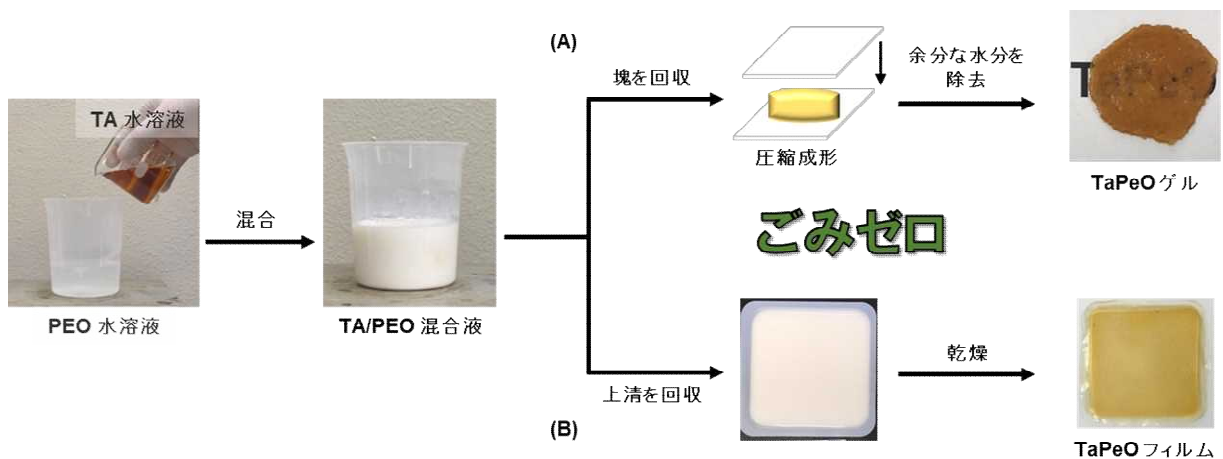 TA 水溶液
PEO 水溶液
混合
TA/PEO 混合液
(A)
塊を回収
圧縮成形
余分な水分を
除去
T
TaPeO ゲル
ごみゼロ
上清を回収
(B)
乾燥
TaPeO フィルム